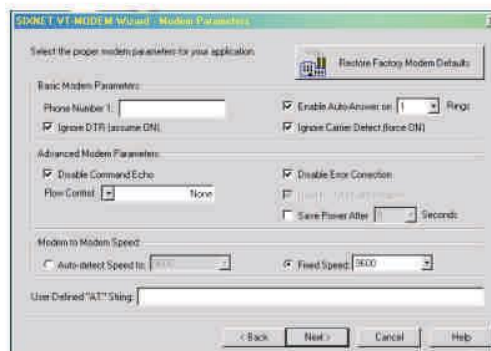 SIXNET VT-MODEM Wizard - Modem Parameters
Select the proper modem parameters for your application.
Restore Factory Modem Defaults
Basic Modem Parameters:
Phone Number 1:
Enable Auto-Answer on 1 Rings
Ignore DTR (assume ON)
Ignore Carrier Detect (force ON)
Advanced Modem Parameters:
Disable Command Echo
Disable Error Correction
Flow Control: None
Save Power After Seconds
Modem to Modem Speed:
Auto-detect Speed to: 9600
Fixed Speed: 9600
User Defined "AT" String:
< Back Next > Cancel Help